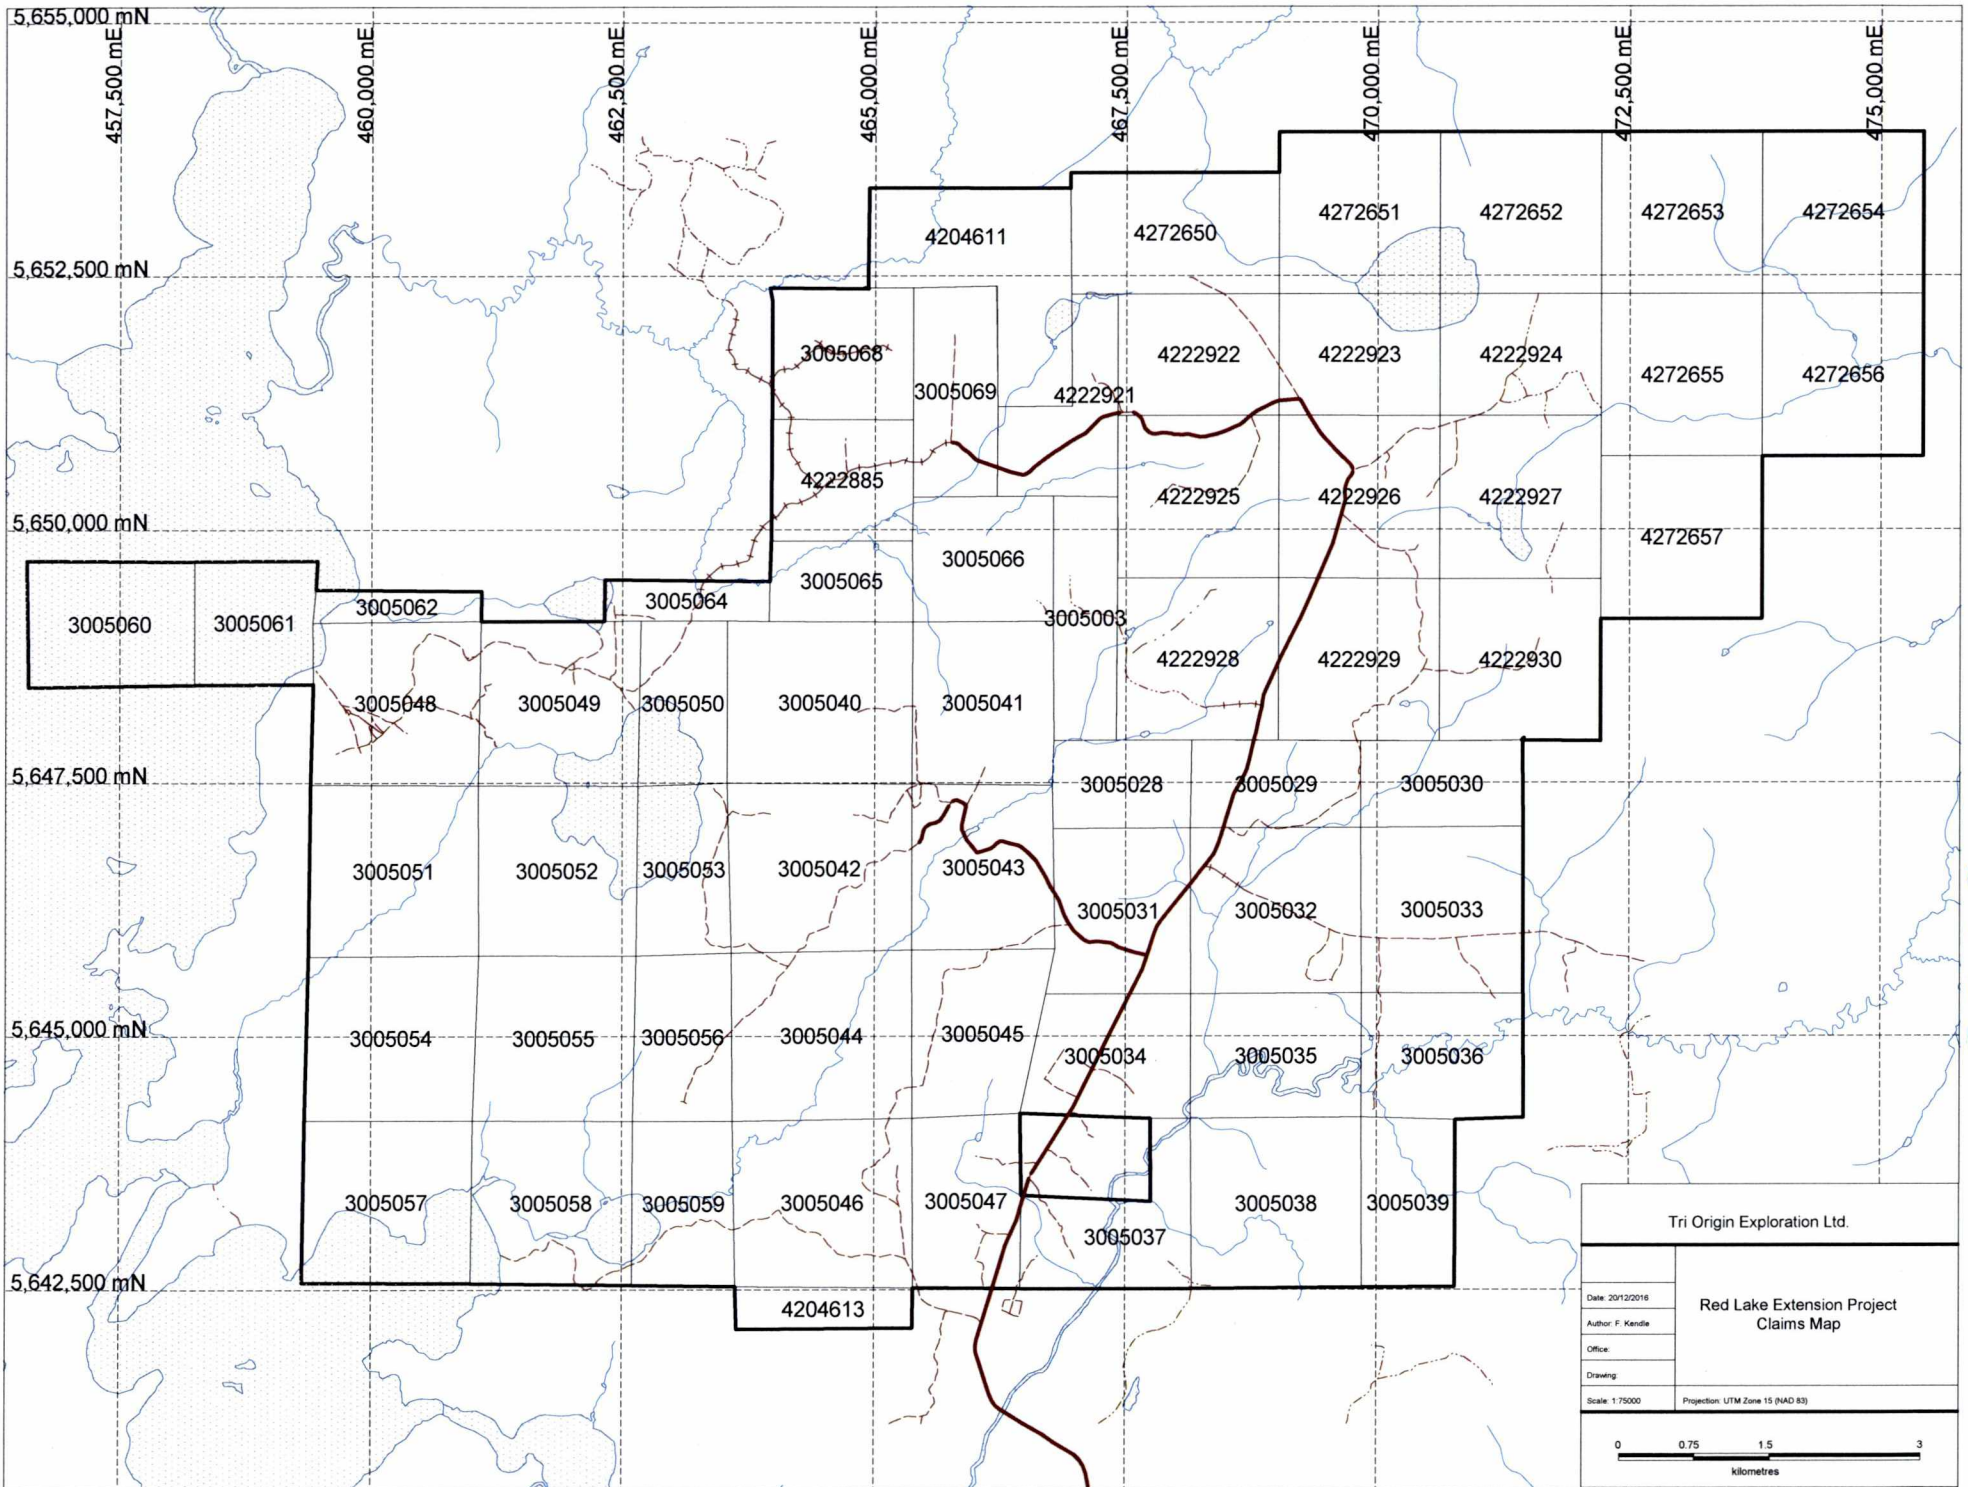 5,655,000 mN
457,500 mE
460,000 mE
462,500 mE
465,000 mE
467,500 mE
470,000 mE
472,500 mE
475,000 mE
4272651
4272652
4272653
4272654
4204611
4272650
5,652,500 mN
3005068
4222922
4222923
4222924
4272655
4272656
3005069
4222921
4222885
4222925
4222926
4222927
5,650,000 mN
4272657
3005066
3005065
3005062
3005064
3005060
3005061
3005003
4222928
4222929
4222930
3005048
3005049
3005050
3005040
3005041
5,647,500 mN
3005028
3005029
3005030
3005051
3005052
3005053
3005042
3005043
3005031
3005032
3005033
5,645,000 mN
3005054
3005055
3005056
3005044
3005045
3005034
3005035
3005036
3005057
3005058
3005059
3005046
3005047
3005038
3005039
3005037
5,642,500 mN
4204613
Tri Origin Exploration Ltd.
Date: 20/12/2016
Author: F. Kendle
Office:
Drawing:
Scale: 1:75000
Red Lake Extension Project
Claims Map
Projection: UTM Zone 15 (NAD 83)
0 0.75 1.5 3
kilometres